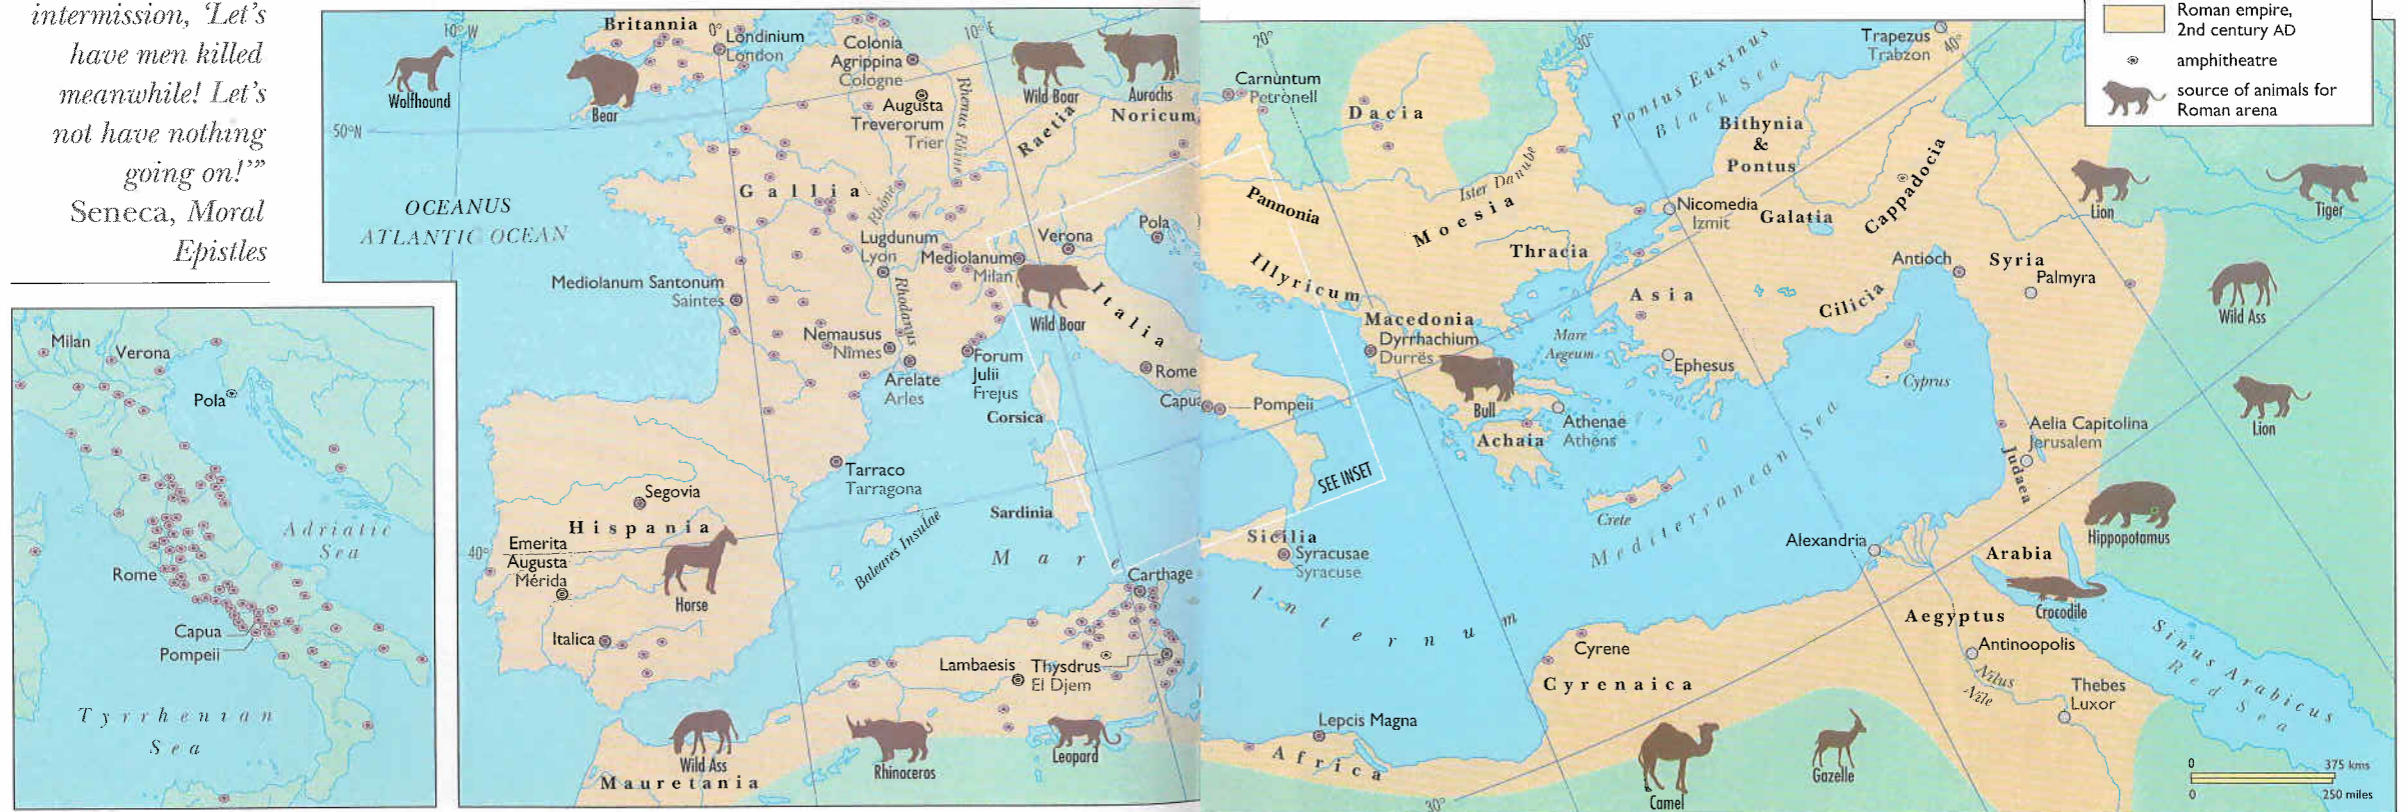 intermission, ‘Let’s
have men killed
meanwhile! Let’s
not have nothing
going on!’”
Seneca, Moral
Epistles
Milan
Verona
Pola
Adriatic
Sea
Rome
Capua
Pompeii
Tyrrhenian
Sea
10° W
Britannia
0°
Londinium
London
Colonia
Agrippina
Cologne
10° E
Wolfhound
Bear
Augusta
Treverorum
Trier
Rhenus Rhine
Wild Boar
Aurochs
Raetia
Noricum
50°N
OCEANUS
ATLANTIC OCEAN
Gallia
Rhône
Lugdunum
Lyon
Mediolanum
Milan
Verona
Pola
Mediolanum Santonum
Saintes
Rhodanus
Wild Boar
Italia
Nemausus
Nîmes
Arelate
Arles
Forum
Julii
Frejus
Rome
Corsica
Capua
Pompeii
Tarraco
Tarragona
Segovia
Hispania
Sardinia
40°
Emerita
Augusta
Mérida
Horse
Baleares Insulae
Mare
Internum
Carthage
Italica
Lambaesis
Thysdrus
El Djem
Wild Ass
Mauretania
Rhinoceros
Leopard
20°
Carnuntum
Petronell
Dacia
30°
Pontus Euxinus
Black Sea
Trapezus
Trabzon
40°
Roman empire,
2nd century AD
amphitheatre
source of animals for
Roman arena
Bithynia
&
Pontus
Cappadocia
Pannonia
Ister Danube
Moesia
Nicomedia
Izmit
Galatia
Lion
Tiger
Illyricum
Thracia
Antioch
Syria
Palmyra
Asia
Cilicia
Wild Ass
Macedonia
Dyrrhachium
Durrës
Mare
Aegeum
Ephesus
Cyprus
Bull
Achaia
Athenae
Athens
Aelia Capitolina
Jerusalem
Judaea
Lion
SEE INSET
Crete
Mediterranean Sea
Hippopotamus
Sicilia
Syracusae
Syracuse
Alexandria
Arabia
Crocodile
Aegyptus
Cyrene
Cyrenaica
Antinoopolis
Nilus
Nile
Thebes
Luxor
Sinus Arabicus
Red Sea
Lepcis Magna
Africa
Camel
Gazelle
30°
0
375 kms
0
250 miles